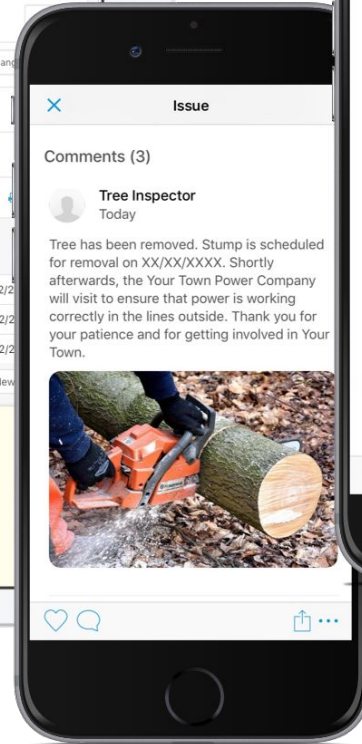 Issue
Comments (3)
Tree Inspector
Today
Tree has been removed. Stump is scheduled
for removal on XX/XX/XXXX. Shortly
afterwards, the Your Town Power Company
will visit to ensure that power is working
correctly in the lines outside. Thank you for
your patience and for getting involved in Your
Town.